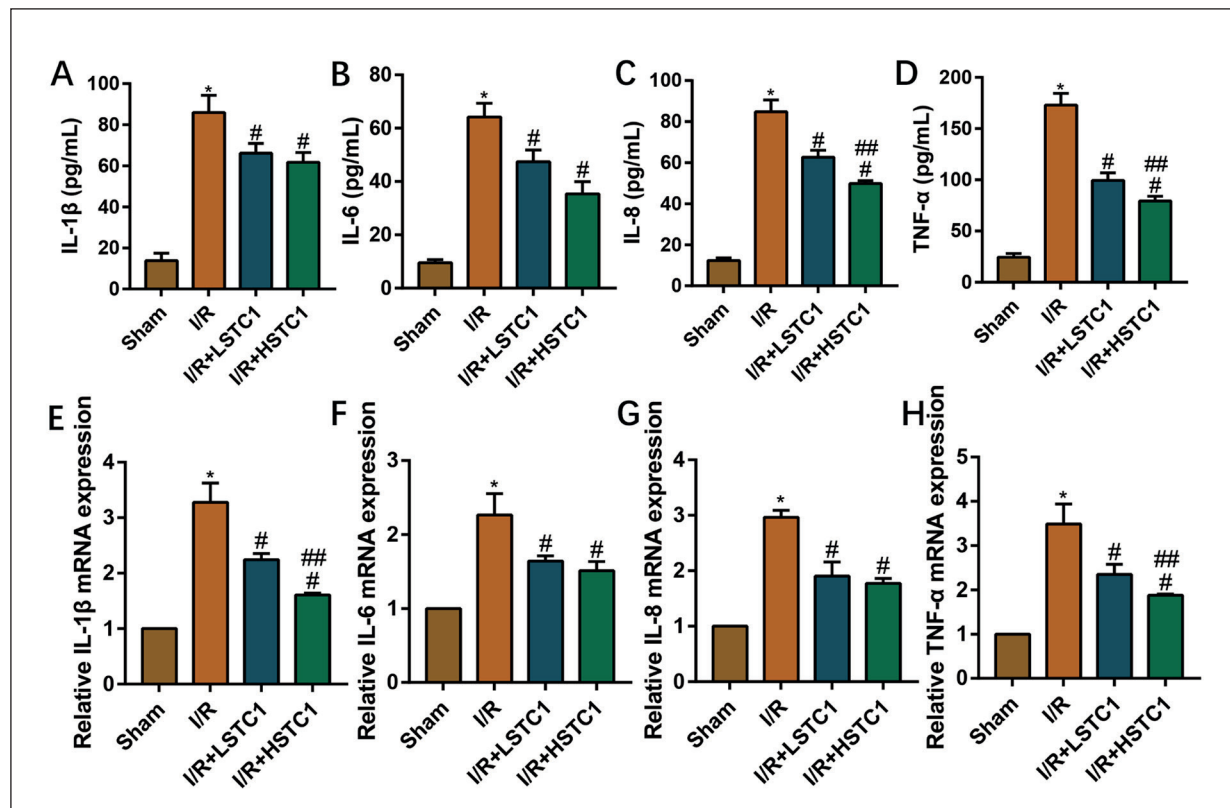 A
IL-1β (pg/mL)
100
80
60
40
20
0
*
#
#
Sham
I/R
I/R+LSTC1
I/R+HSTC1
B
IL-6 (pg/mL)
80
60
40
20
0
*
#
#
Sham
I/R
I/R+LSTC1
I/R+HSTC1
C
IL-8 (pg/mL)
100
80
60
40
20
0
*
#
##
#
Sham
I/R
I/R+LSTC1
I/R+HSTC1
D
TNF-α (pg/mL)
200
150
100
50
0
*
#
##
#
Sham
I/R
I/R+LSTC1
I/R+HSTC1
E
Relative IL-1β mRNA expression
4
3
2
1
0
*
#
##
#
Sham
I/R
I/R+LSTC1
I/R+HSTC1
F
Relative IL-6 mRNA expression
3
2
1
0
*
#
#
Sham
I/R
I/R+LSTC1
I/R+HSTC1
G
Relative IL-8 mRNA expression
4
3
2
1
0
*
#
#
Sham
I/R
I/R+LSTC1
I/R+HSTC1
H
Relative TNF-α mRNA expression
5
4
3
2
1
0
*
#
##
#
Sham
I/R
I/R+LSTC1
I/R+HSTC1